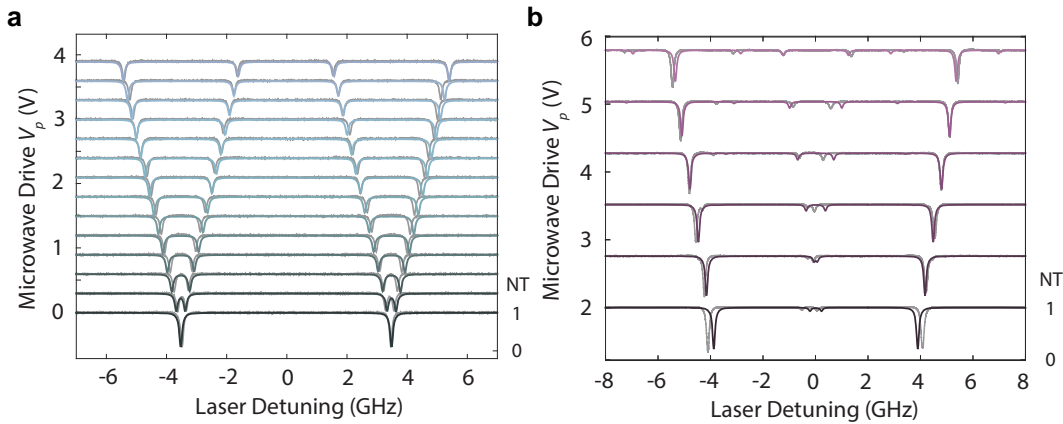 a
Microwave Drive Vp (V)
4
3
2
1
0
NT
1
0
-6 -4 -2 0 2 4 6
Laser Detuning (GHz)
b
Microwave Drive Vp (V)
6
5
4
3
2
NT
1
0
-8 -6 -4 -2 0 2 4 6 8
Laser Detuning (GHz)